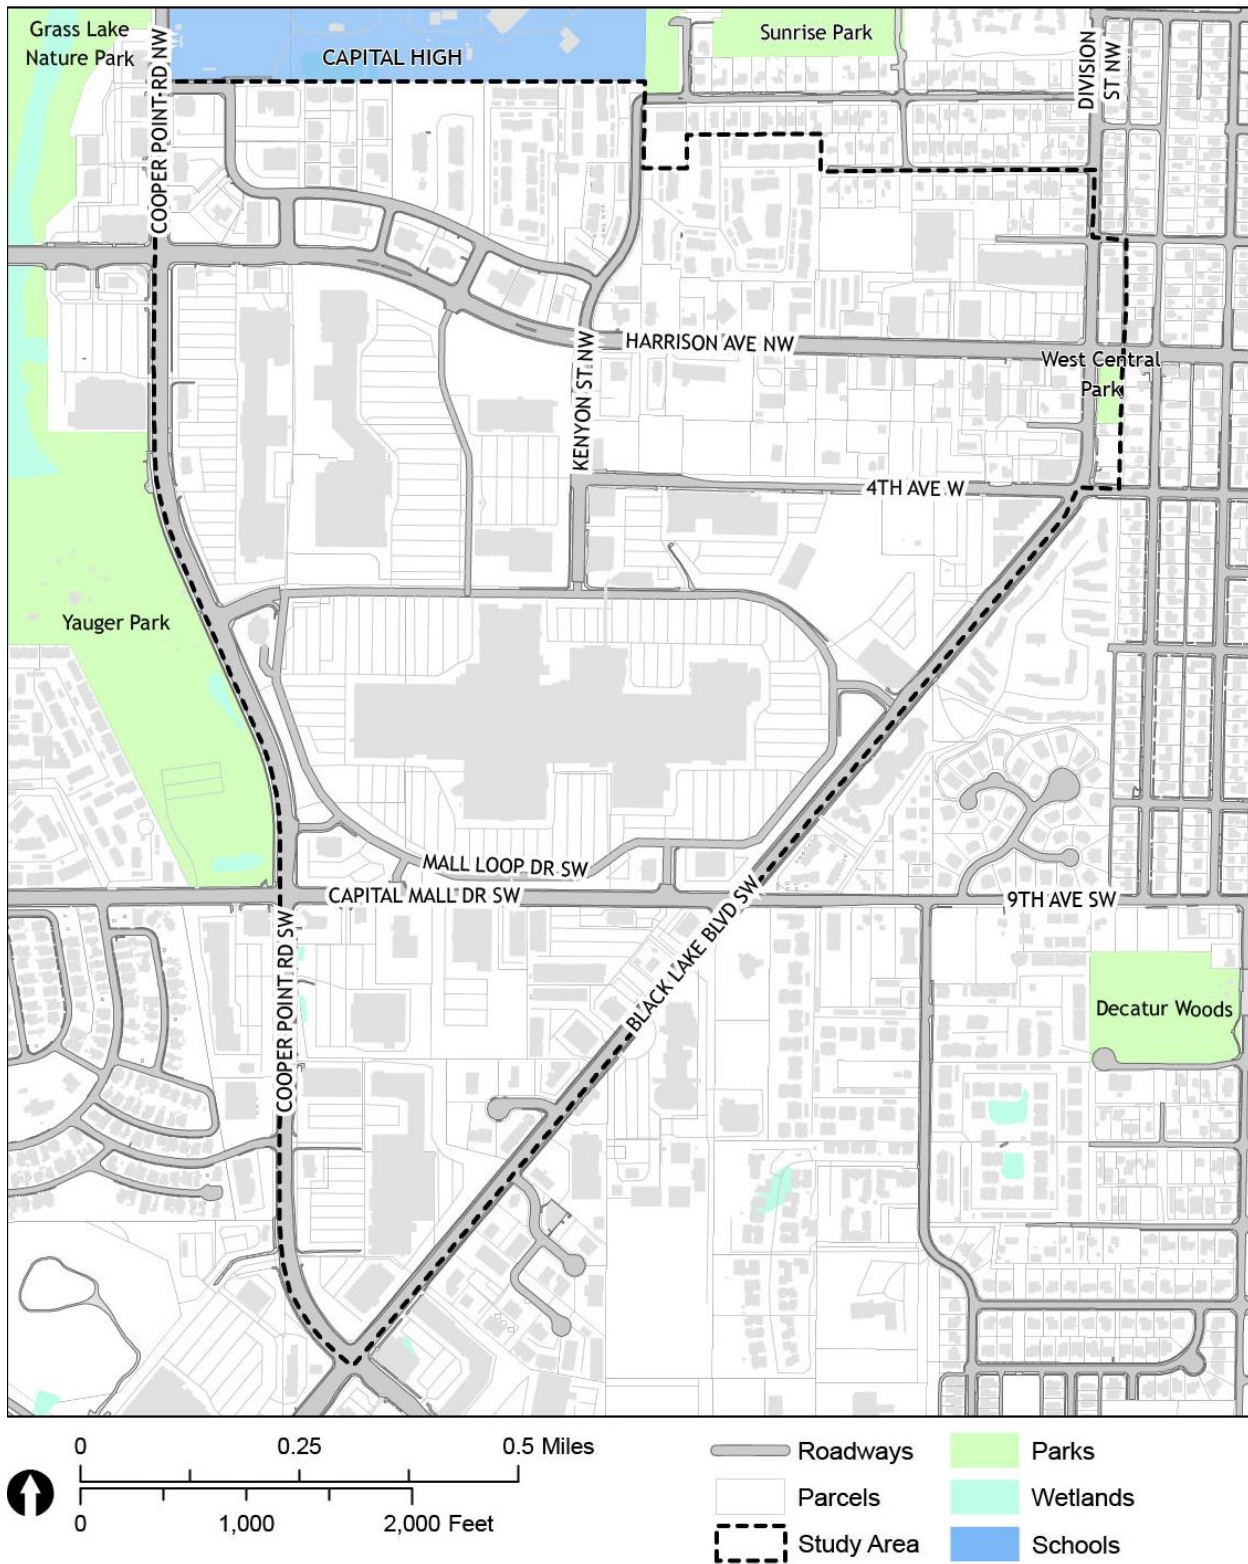 Grass Lake
Nature Park
COOPER POINT RD NW
CAPITAL HIGH
Sunrise Park
DIVISION
ST NW
HARRISON AVE NW
KENYON ST NW
West Central
Park
4TH AVE W
Yauger Park
MALL LOOP DR SW
CAPITAL MALL DR SW
9TH AVE SW
BLACK LAKE BLVD SW
COOPER POINT RD SW
Decatur Woods
0 0.25 0.5 Miles
0 1,000 2,000 Feet
Roadways
Parcels
Study Area
Parks
Wetlands
Schools